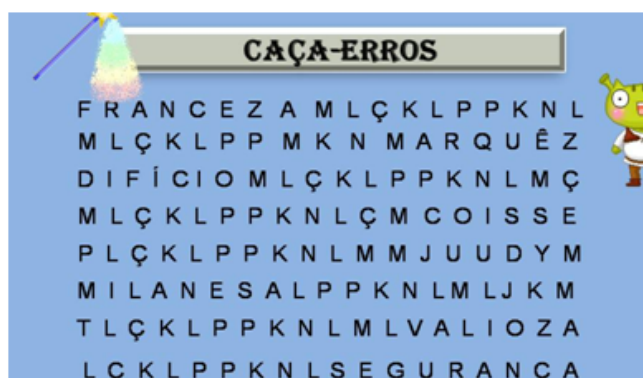 CAÇA-ERROS
F R A N C E Z A M L Ç K L P P K N L
M L Ç K L P P M K N M A R Q U Ê Z
D I F Í C I O M L Ç K L P P K N L M Ç
M L Ç K L P P K N L Ç M C O I S S E
P L Ç K L P P K N L M M J U U D Y M
M I L A N E S A L P P K N L M L J K M
T L Ç K L P P K N L M L V A L I O Z A
L Ç K L P P K N L S E G U R A N Ç A